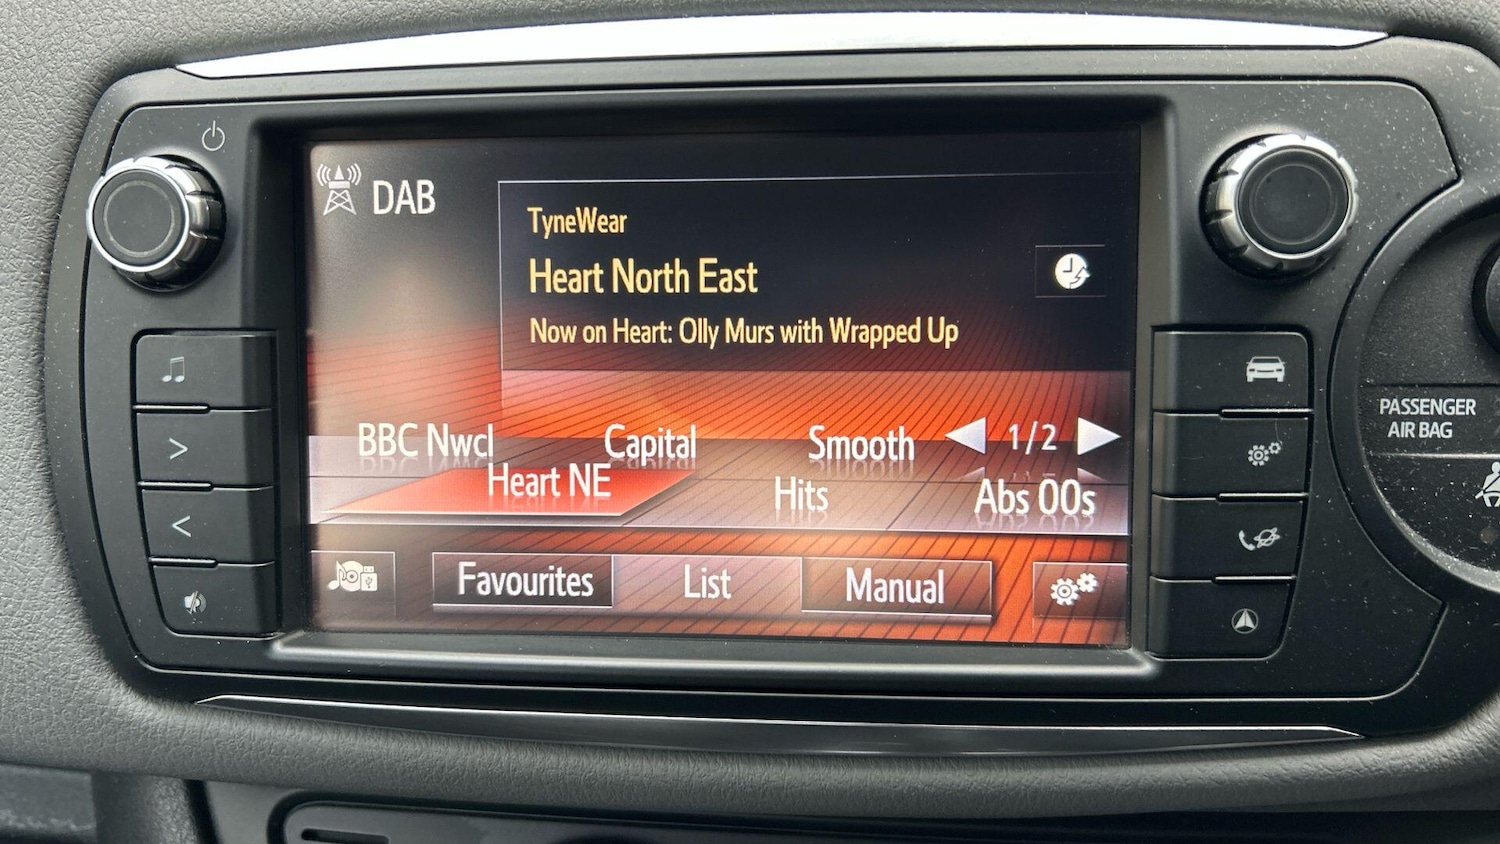 DAB
TyneWear
Heart North East
Now on Heart: Olly Murs with Wrapped Up
BBC Nwcl Capital Smooth 1/2
Heart NE Hits Abs 00s
Favourites List Manual
PASSENGER
AIR BAG